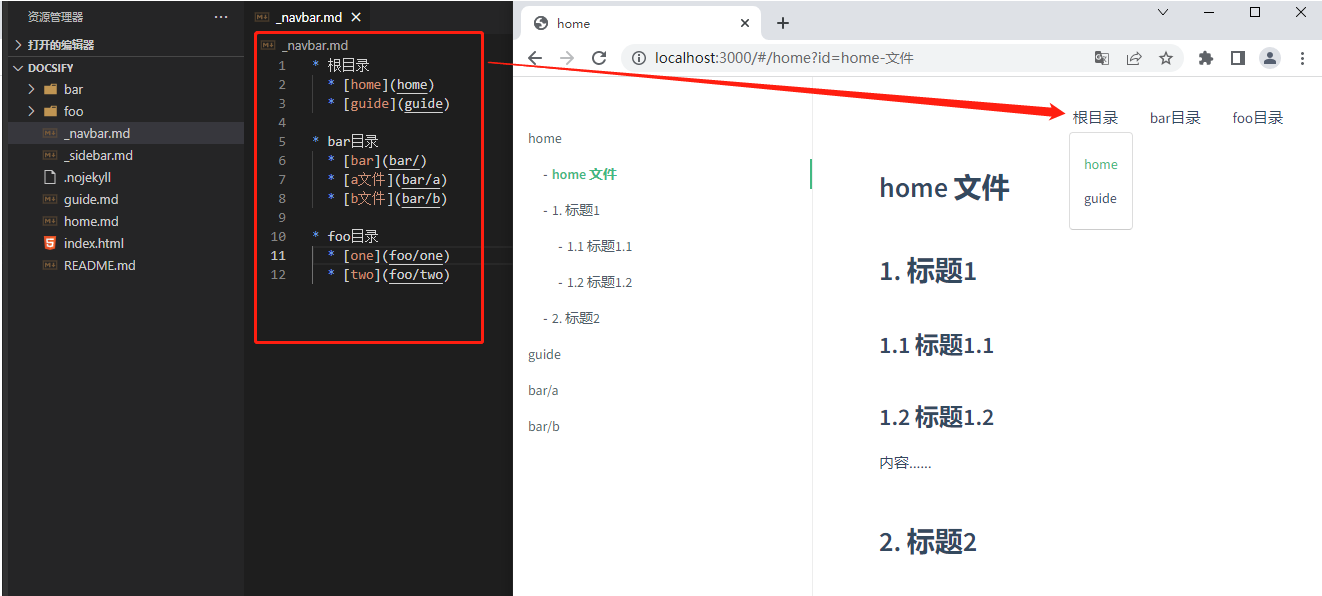 资源管理器
打开的编辑器
DOCSIFY
bar
foo
_navbar.md
_sidebar.md
.nojekyll
guide.md
home.md
index.html
README.md
_navbar.md
_navbar.md
1 * 根目录
2 * [home](home)
3 * [guide](guide)
4
5 * bar目录
6 * [bar](bar/)
7 * [a文件](bar/a)
8 * [b文件](bar/b)
9
10 * foo目录
11 * [one](foo/one)
12 * [two](foo/two)
home
localhost:3000/#/home?id=home-文件
home
- home 文件
- 1. 标题1
- 1.1 标题1.1
- 1.2 标题1.2
- 2. 标题2
guide
bar/a
bar/b
根目录 bar目录 foo目录
home
guide
home 文件
1. 标题1
1.1 标题1.1
1.2 标题1.2
内容......
2. 标题2